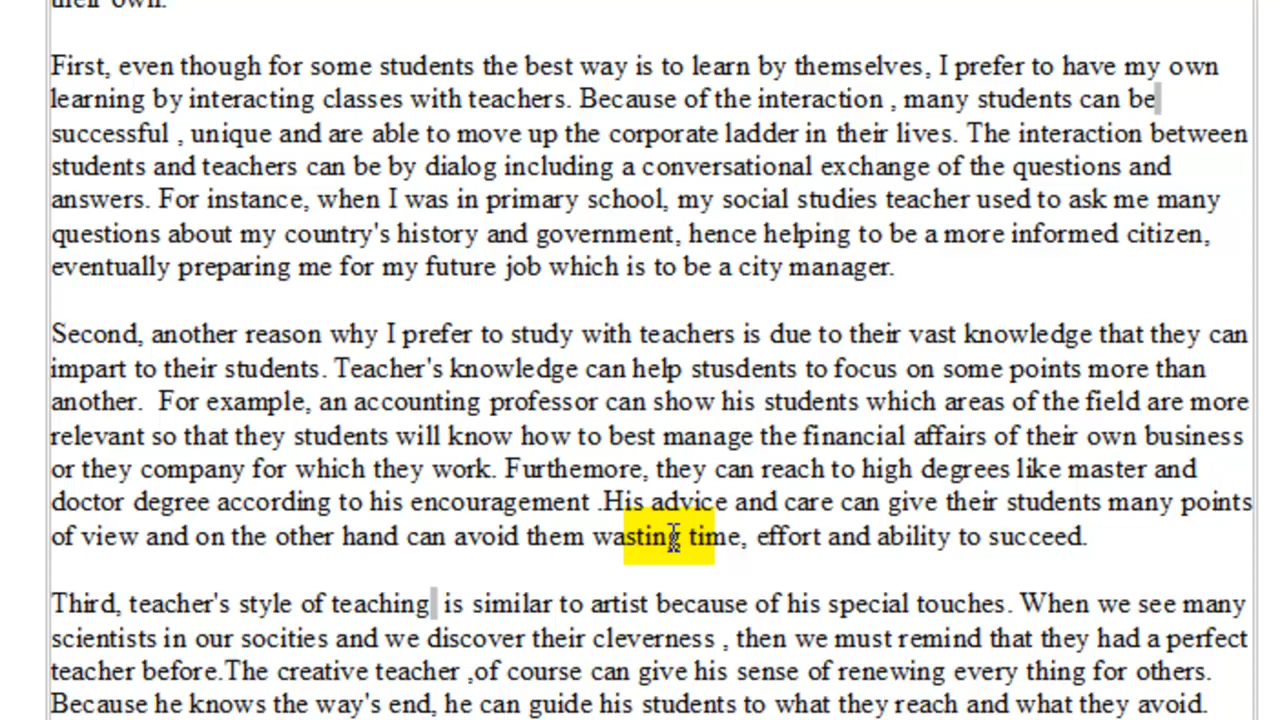 their own.
First, even though for some students the best way is to learn by themselves, I prefer to have my own
learning by interacting classes with teachers. Because of the interaction , many students can be
successful , unique and are able to move up the corporate ladder in their lives. The interaction between
students and teachers can be by dialog including a conversational exchange of the questions and
answers. For instance, when I was in primary school, my social studies teacher used to ask me many
questions about my country's history and government, hence helping to be a more informed citizen,
eventually preparing me for my future job which is to be a city manager.
Second, another reason why I prefer to study with teachers is due to their vast knowledge that they can
impart to their students. Teacher's knowledge can help stusdents to focus on some points more than
another.  For example, an accounting professor can show his students which areas of the field are more
relevant so that they students will know how to best manage the financial affairs of their own business
or they company for which they work. Furthemore, they can reach to high degrees like master and
doctor degree according to his encouragement .His advice and care can give their students many points
of view and on the other hand can avoid them wasting time, effort and ability to succeed.
Third, teacher's style of teaching  is similar to artist because of his special touches. When we see many
scientists in our socities and we discover their cleverness , then we must remind that they had a perfect
teacher before.The creative teacher ,of course can give his sense of renewing every thing for others.
Because he knows the way's end, he can guide his students to what they reach and what they avoid.